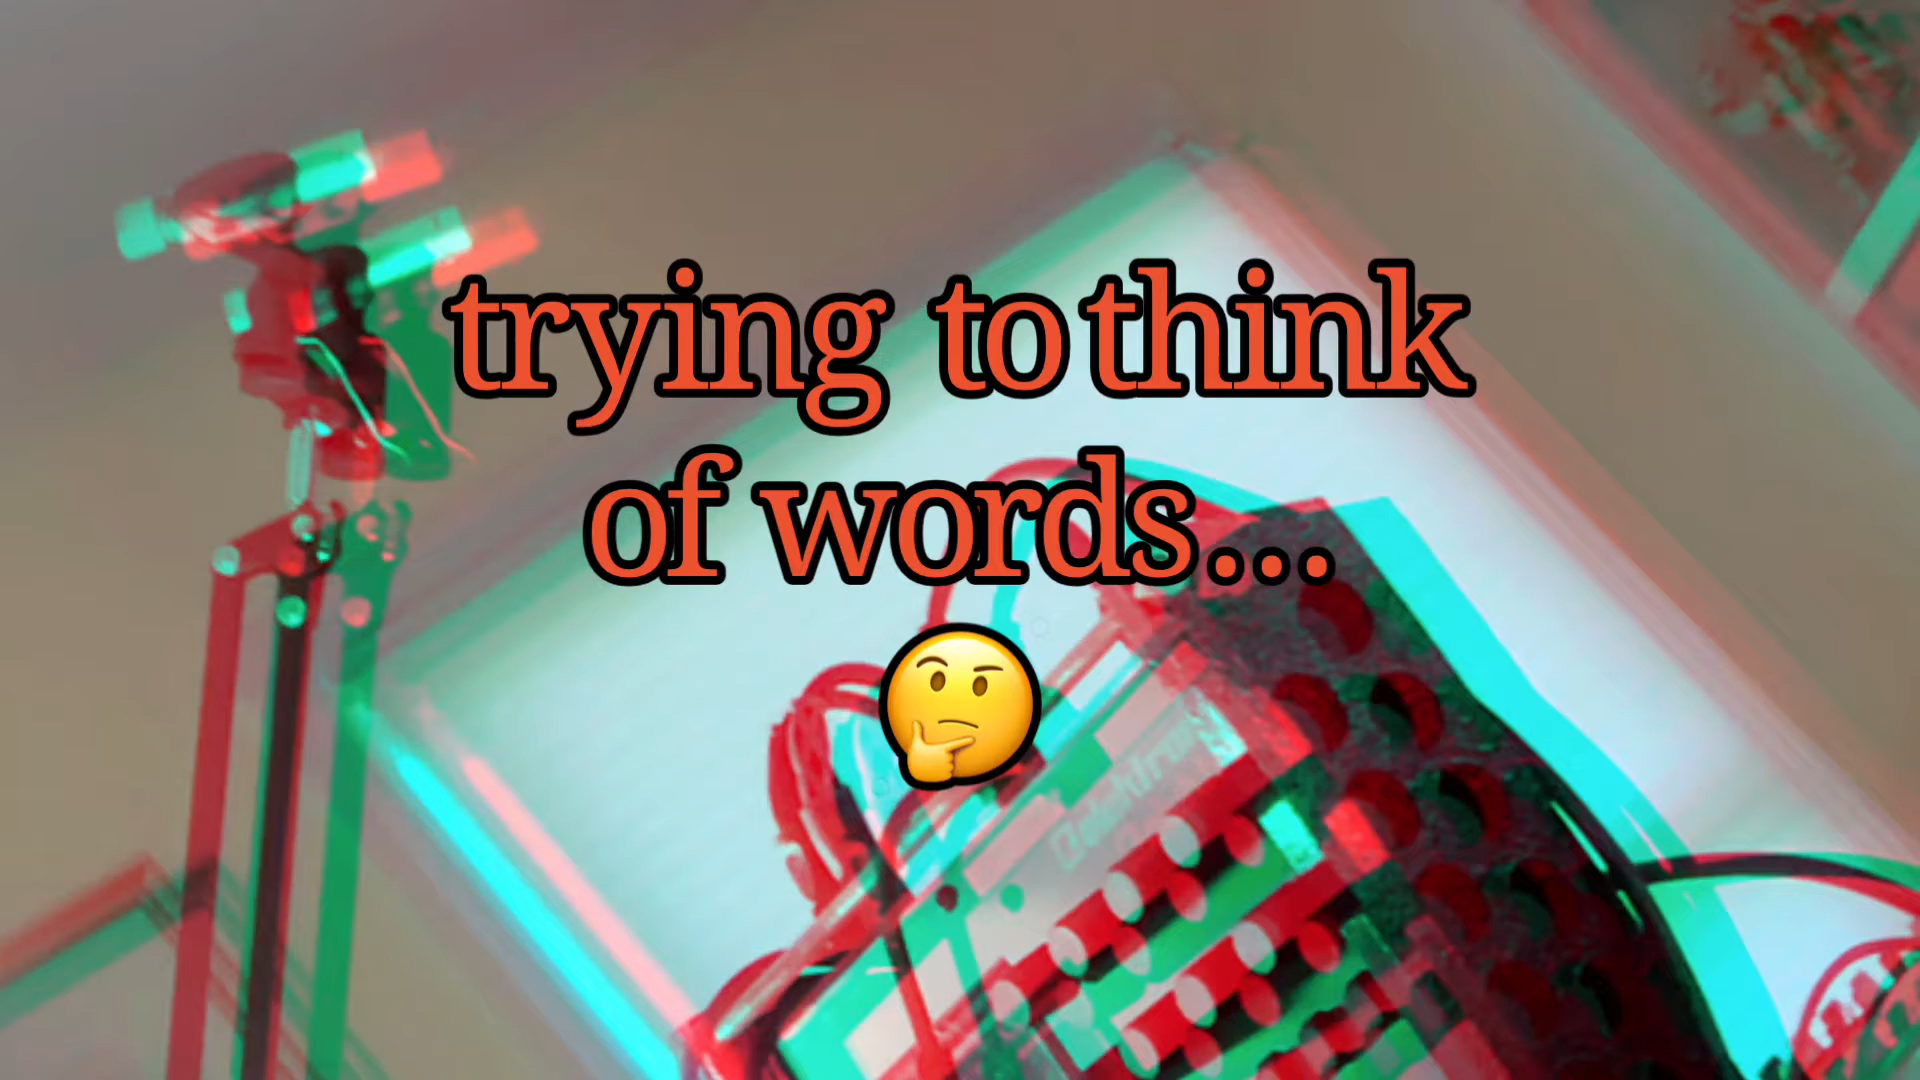 trying to think
of words...
🤔